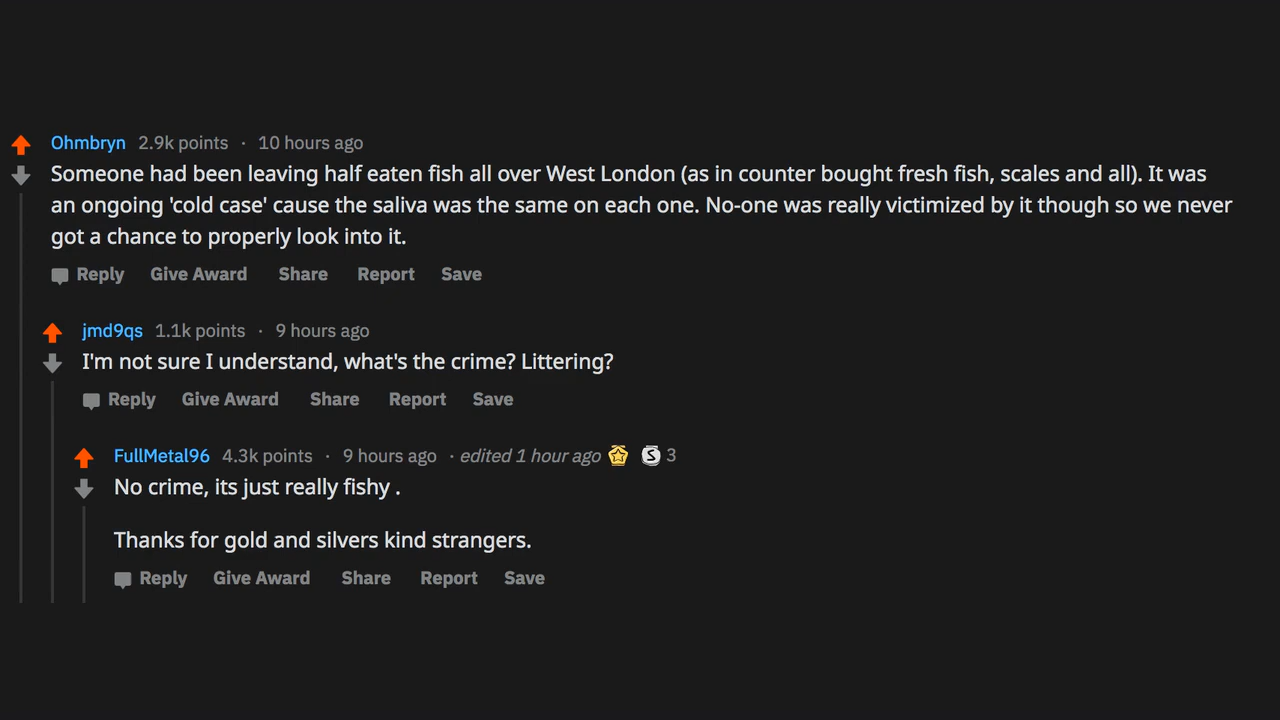 Ohmbryn 2.9k points · 10 hours ago
Someone had been leaving half eaten fish all over West London (as in counter bought fresh fish, scales and all). It was
an ongoing 'cold case' cause the saliva was the same on each one. No-one was really victimized by it though so we never
got a chance to properly look into it.
Reply Give Award Share Report Save
jmd9qs 1.1k points · 9 hours ago
I'm not sure I understand, what's the crime? Littering?
Reply Give Award Share Report Save
FullMetal96 4.3k points · 9 hours ago · edited 1 hour ago S 3
No crime, its just really fishy .
Thanks for gold and silvers kind strangers.
Reply Give Award Share Report Save